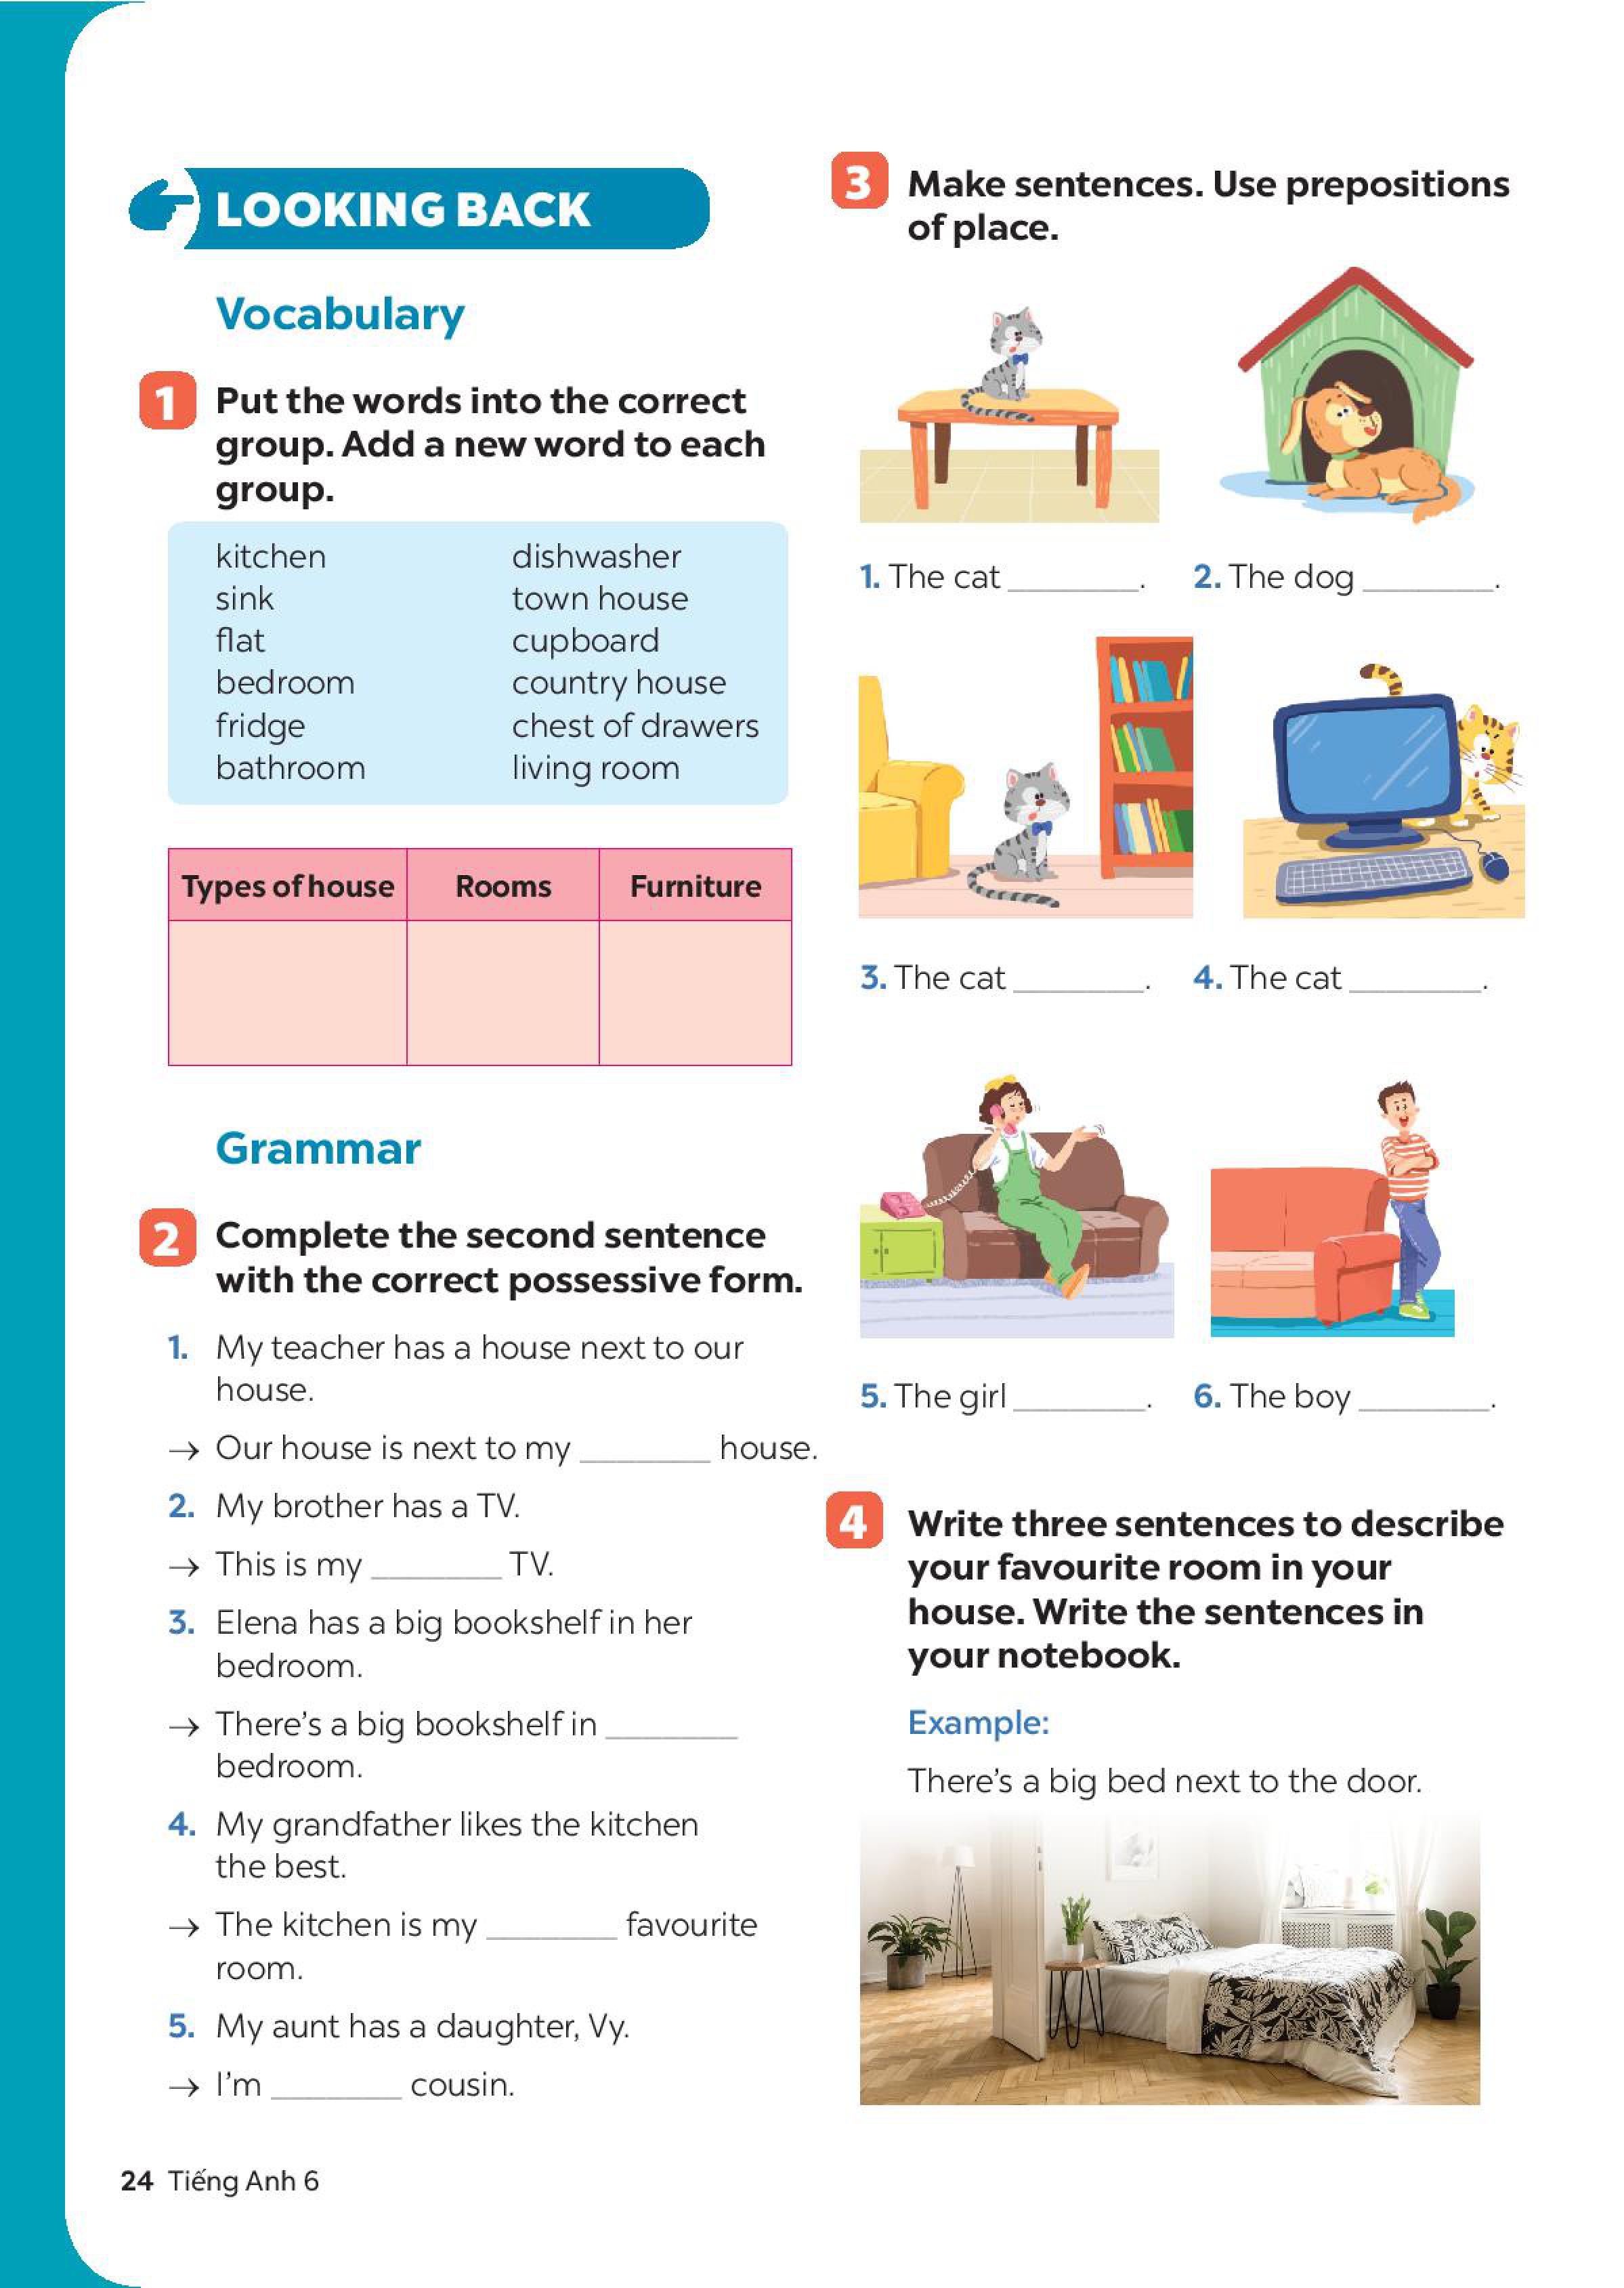 LOOKING BACK
Vocabulary
1 Put the words into the correct
group. Add a new word to each
group.
kitchen dishwasher
sink town house
flat cupboard
bedroom country house
fridge chest of drawers
bathroom living room
Types of house Rooms Furniture
Grammar
2 Complete the second sentence
with the correct possessive form.
1. My teacher has a house next to our
house.
→ Our house is next to my ________ house.
2. My brother has a TV.
→ This is my ________ TV.
3. Elena has a big bookshelf in her
bedroom.
→ There's a big bookshelf in ________
bedroom.
4. My grandfather likes the kitchen
the best.
→ The kitchen is my ________ favourite
room.
5. My aunt has a daughter, Vy.
→ I'm ________ cousin.
3 Make sentences. Use prepositions
of place.
1. The cat ________. 2. The dog ________.
3. The cat ________. 4. The cat ________.
5. The girl ________. 6. The boy ________.
4 Write three sentences to describe
your favourite room in your
house. Write the sentences in
your notebook.
Example:
There's a big bed next to the door.
24 Tiếng Anh 6